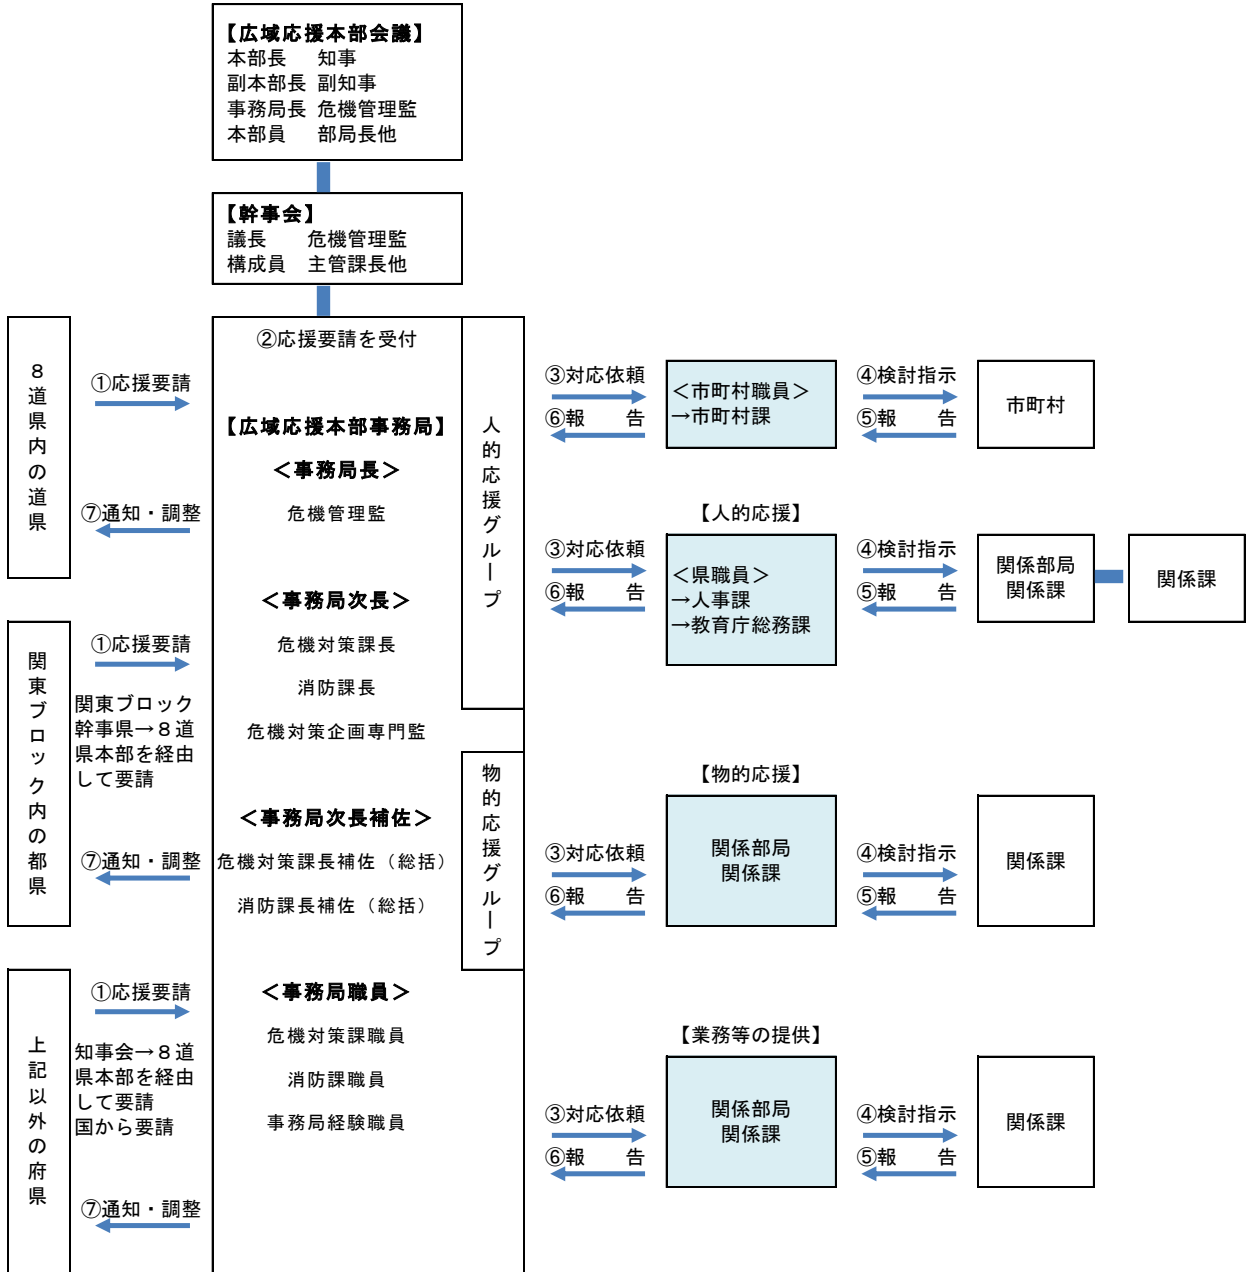 【広域応援本部会議】
本部長　　知事
副本部長　副知事
事務局長　危機管理監
本部員　　部局長他
【幹事会】
議長　　　危機管理監
構成員　　主管課長他
８道県内の道県
①応援要請
⑦通知・調整
関東ブロック内の都県
①応援要請
関東ブロック
幹事県→８道
県本部を経由
して要請
⑦通知・調整
上記以外の府県
①応援要請
知事会→８道
県本部を経由
して要請
国から要請
⑦通知・調整
②応援要請を受付
【広域応援本部事務局】
＜事務局長＞
危機管理監
＜事務局次長＞
危機対策課長
消防課長
危機対策企画専門監
＜事務局次長補佐＞
危機対策課長補佐（総括）
消防課長補佐（総括）
＜事務局職員＞
危機対策課職員
消防課職員
事務局経験職員
人的応援グループ
物的応援グループ
③対応依頼
⑥報　　告
＜市町村職員＞
→市町村課
④検討指示
⑤報　　告
市町村
【人的応援】
③対応依頼
⑥報　　告
＜県職員＞
→人事課
→教育庁総務課
④検討指示
⑤報　　告
関係部局
関係課
関係課
【物的応援】
③対応依頼
⑥報　　告
関係部局
関係課
④検討指示
⑤報　　告
関係課
【業務等の提供】
③対応依頼
⑥報　　告
関係部局
関係課
④検討指示
⑤報　　告
関係課